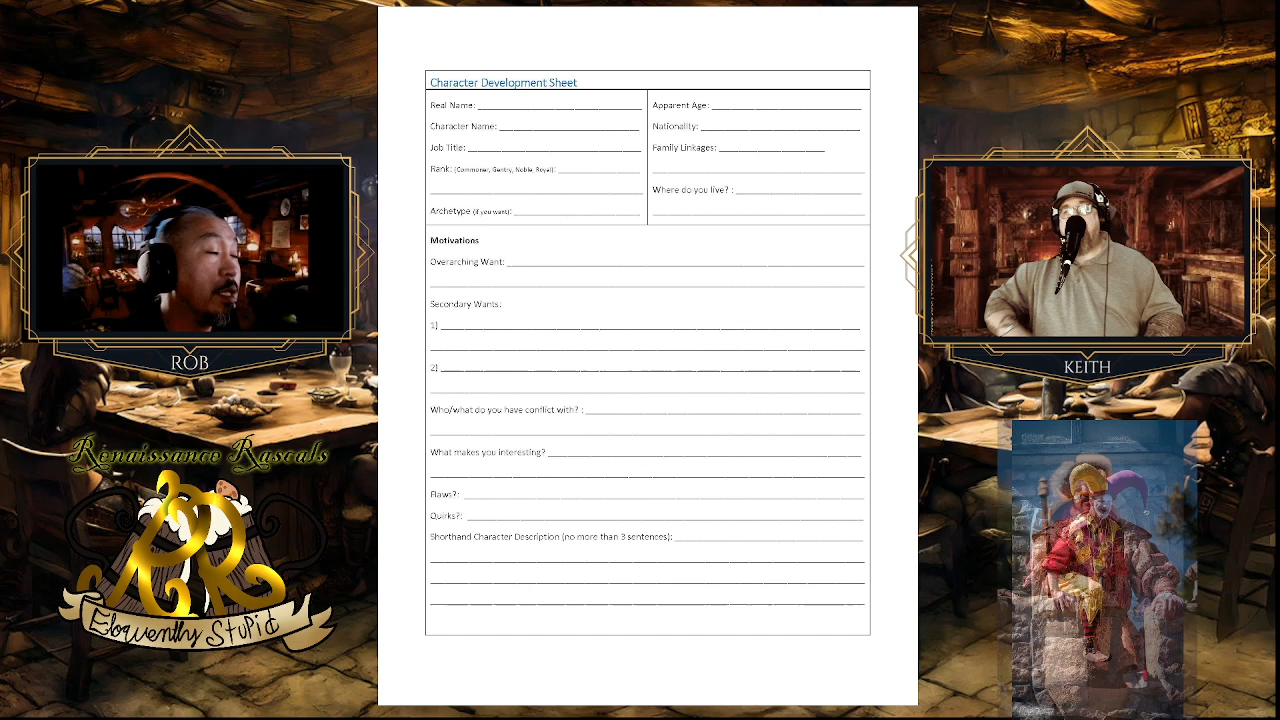 Character Development Sheet
Real Name:
Apparent Age:
Character Name:
Nationality:
Job Title:
Family Linkages:
Rank: (Commoner, Gentry, Noble, Royal):
Where do you live? :
Archetype (if you want):
Motivations
Overarching Want:
Secondary Wants:
1)
2)
Who/what do you have conflict with? :
What makes you interesting?
Flaws?:
Quirks?:
Shorthand Character Description (no more than 3 sentences):
ROB
KEITH
Renaissance Rascals
RR
Eloquently Stupid